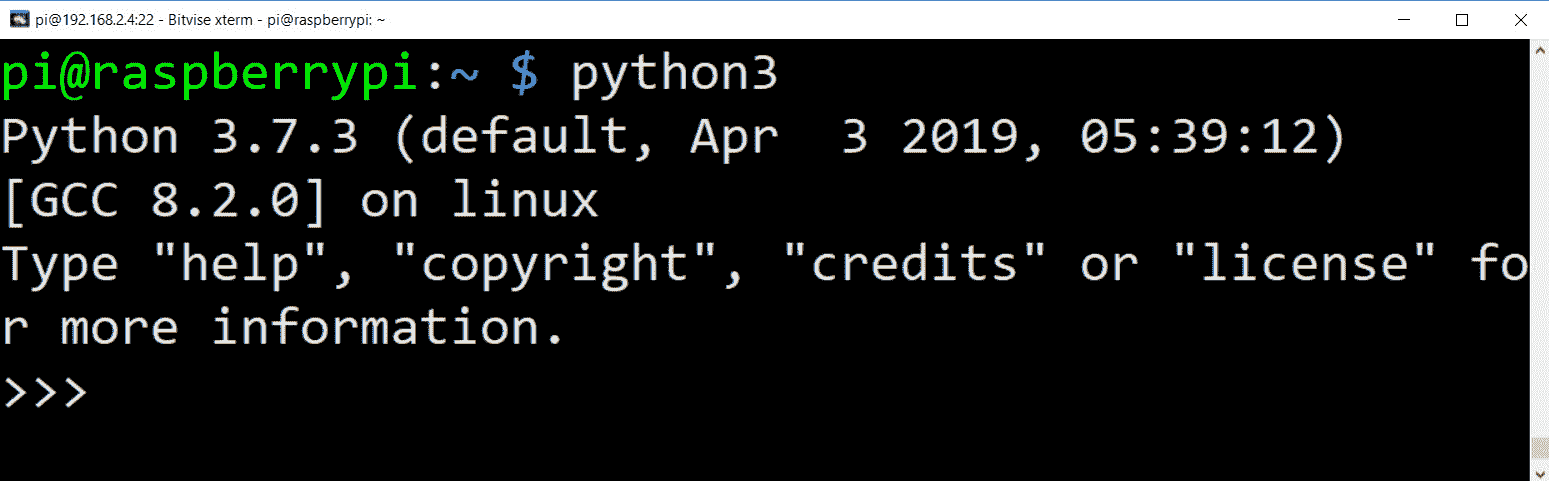 pi@192.168.2.4:22 - Bitvise xterm - pi@raspberrypi: ~
pi@raspberrypi:~ $ python3
Python 3.7.3 (default, Apr  3 2019, 05:39:12)
[GCC 8.2.0] on linux
Type "help", "copyright", "credits" or "license" fo
r more information.
>>>